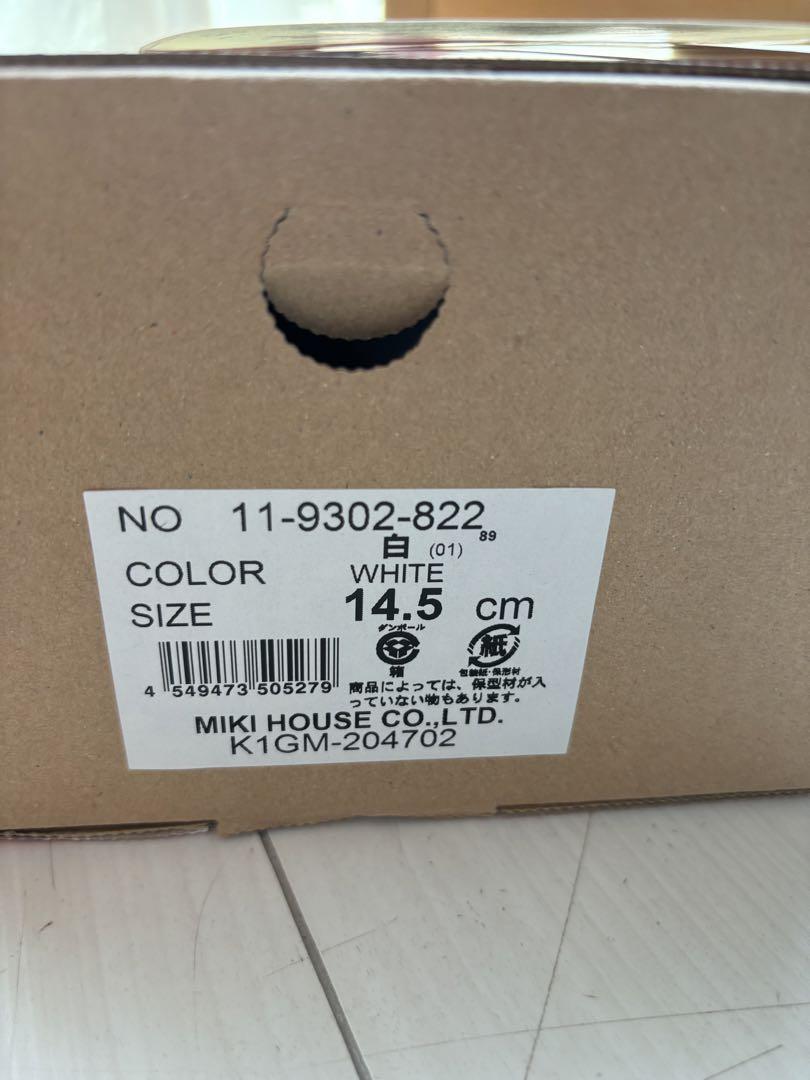 NO 11-9302-822 89
白 (01)
COLOR WHITE
SIZE 14.5 cm
ダンボール
箱
紙
包装紙・保形材
4 549473 505279
商品によっては、保型材が入
っていない物もあります。
MIKI HOUSE CO.,LTD.
K1GM-204702